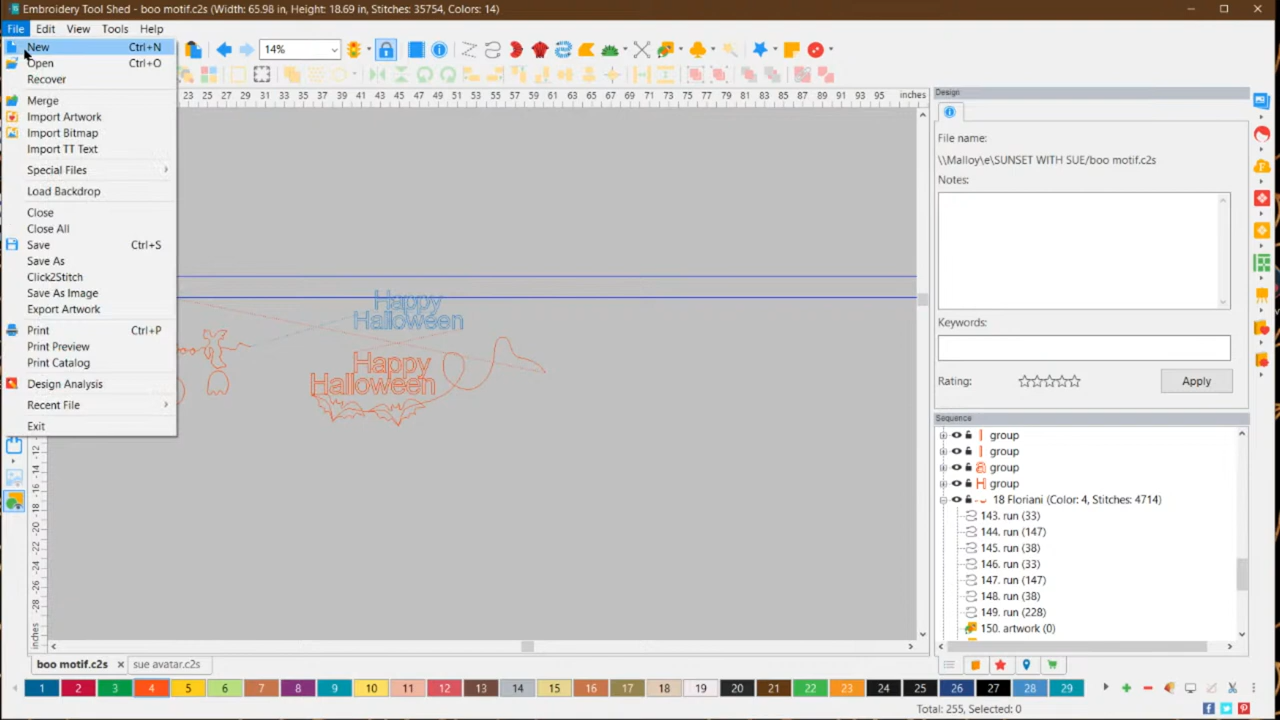 Embroidery Tool Shed - boo motif.c2s (Width: 65.98 in, Height: 18.69 in, Stitches: 35754, Colors: 14)
File Edit View Tools Help
New Ctrl+N
Open Ctrl+O
Recover
Merge
Import Artwork
Import Bitmap
Import TT Text
Special Files
Load Backdrop
Close
Close All
Save Ctrl+S
Save As
Click2Stitch
Save As Image
Export Artwork
Print Ctrl+P
Print Preview
Print Catalog
Design Analysis
Recent File
Exit
14%
23 25 27 29 31 33 35 37 39 41 43 45 47 49 51 53 55 57 59 61 63 65 67 69 71 73 75 77 79 81 83 85 87 89 91 93 95 inches
Happy
Halloween
Happy
Halloween
-12 -14 -16 -18 -20 -22 -24 -26 -28 inches
boo motif.c2s sue avatar.c2s
Design
File name:
\\Malloy\e\SUNSET WITH SUE/boo motif.c2s
Notes:
Keywords:
Rating: Apply
Sequence
group
group
group
group
18 Floriani (Color: 4, Stitches: 4714)
143. run (33)
144. run (147)
145. run (38)
146. run (33)
147. run (147)
148. run (38)
149. run (228)
150. artwork (0)
1 2 3 4 5 6 7 8 9 10 11 12 13 14 15 16 17 18 19 20 21 22 23 24 25 26 27 28 29
Total: 255, Selected: 0